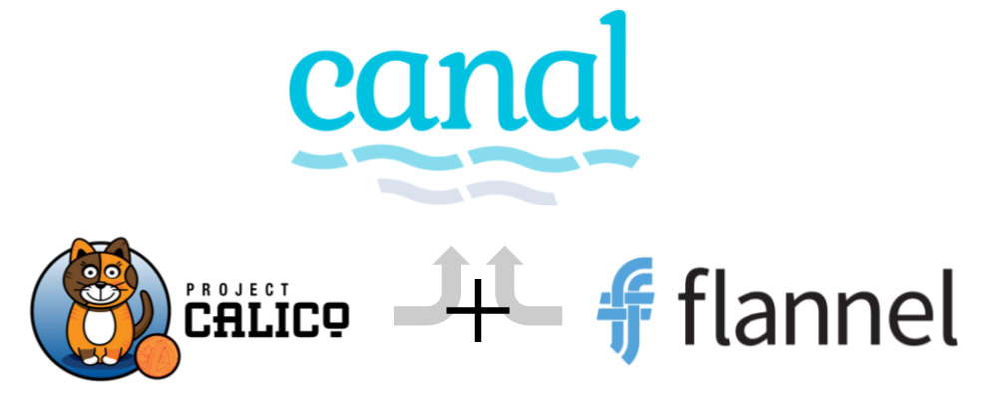 canal
PROJECT
CALICO
+
flannel